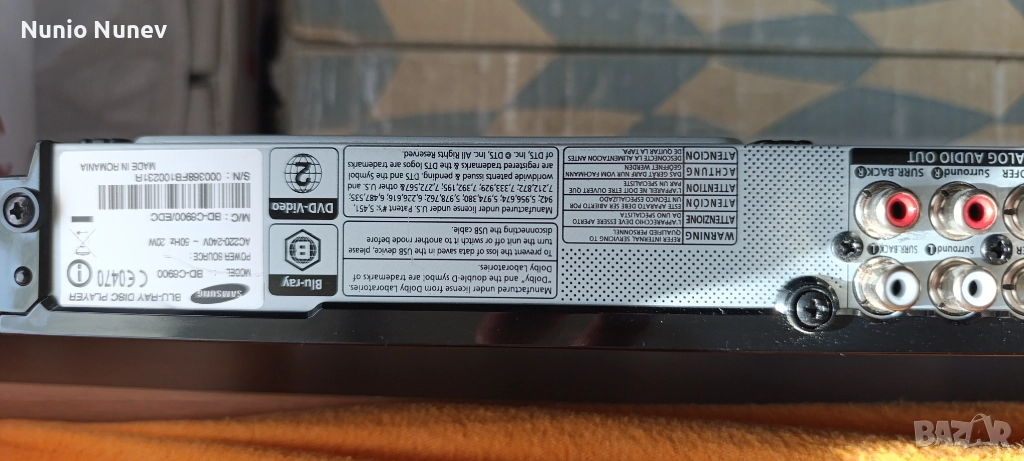 Nunio Nunev
SAMSUNG
BLU-RAY DISC PLAYER
CE0470
MODEL: BD-C6900
POWER SOURCE:
AC220-240V ~ 50Hz 20W
M/C: BD-C6900/EDC
S/N: 000368FB100231R
MADE IN ROMANIA
Blu-ray
B
DVD-Video
2
Manufactured under license from Dolby Laboratories.
"Dolby" and the double-D symbol are trademarks of
Dolby Laboratories.
To prevent the loss or damage of data saved in the device, please,
turn the unit off or switch to another mode before
disconnecting the USB cable.
Manufactured under license under U.S. Patent #'s: 5,451,
942; 5,956,674; 5,974,380; 5,978,762; 6,226,616; 6,487,535;
7,212,872; 7,333,929; 7,392,195; 7,272,567 &
other U.S. and
worldwide patents issued & pending. DTS and the
Symbol are
registered trademarks & the DTS logos are trademarks
of DTS, Inc. © DTS, Inc. All Rights Reserved.
WARNING
REFER INTERNAL SERVICING TO
QUALIFIED PERSONNEL
ATTENZIONE
L'APPARECCHIO DEVE ESSERE APERTO
DA UNO SPECIALISTA
ATENCIÓN
ESTE APARATO DEBE SER ABIERTO POR
UN TÉCNICO ESPECIALIZADO
ATTENTION
L'APPAREIL NE DOIT ETRE OUVERT QUE
PAR UN SPECIALISTE
ACHTUNG
DAS GERÄT DARF NUR VOM FACHMANN
GEÖFFNET WERDEN
ATENCION
DESCONECTE LA ALIMENTACION ANTES
DE QUITAR LA TAPA
ALOG AUDIO OUT
SURR.BACK R
Surround R
OFER
SURR.BACK L
Surround L
BAZAR